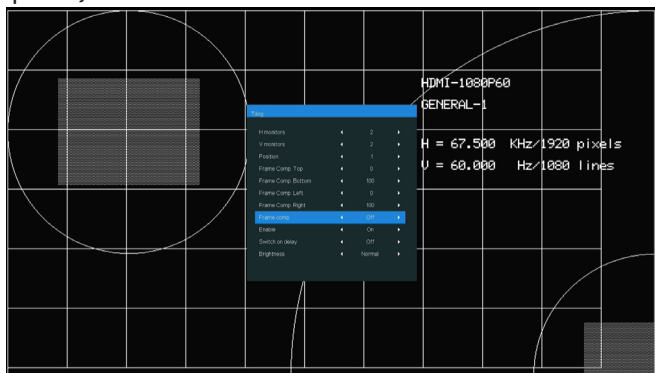 HDMI-1080P60
GENERAL-1
H = 67.500 KHz/1920 pixels
V = 60.000 Hz/1080 lines
Tiling
H monitors 2
V monitors 2
Position 1
Frame Comp. Top 0
Frame Comp. Bottom 100
Frame Comp. Left 0
Frame Comp. Right 100
Frame comp. Off
Enable On
Switch on delay Off
Brightness Normal